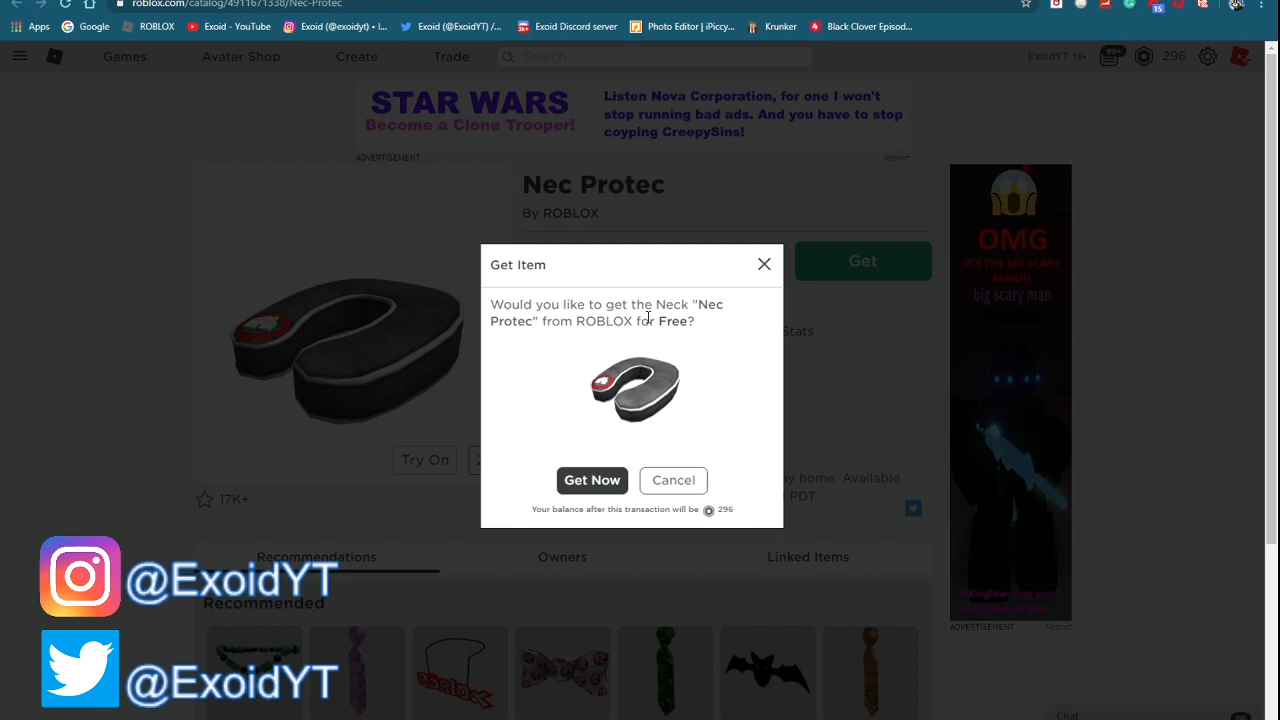 roblox.com/catalog/4911671338/Nec-Protec
Apps Google ROBLOX Exoid - YouTube Exoid (@exoidyt) • I... Exoid (@ExoidYT) /... Exoid Discord server Photo Editor | iPiccy... Krunker Black Clover Episod...
Games Avatar Shop Create Trade Search ExoidYT: 13+ 99+ 296
STAR WARS
Become a Clone Trooper!
Listen Nova Corporation, for one I won't
stop running bad ads. And you have to stop
coyping CreepySins!
ADVERTISEMENT Report
Nec Protec
By ROBLOX
Get
Get Item
Would you like to get the Neck "Nec
Protec" from ROBLOX for Free?
Stats
Try On
Get Now Cancel
Your balance after this transaction will be 296
ay home. Available
PDT.
17K+
OMG
IT'S THE BIG SCARY
MAN!!!
big scary man
ADVERTISEMENT Report
Recommendations Owners Linked Items
Recommended
roblox
@ExoidYT
@ExoidYT
Chat